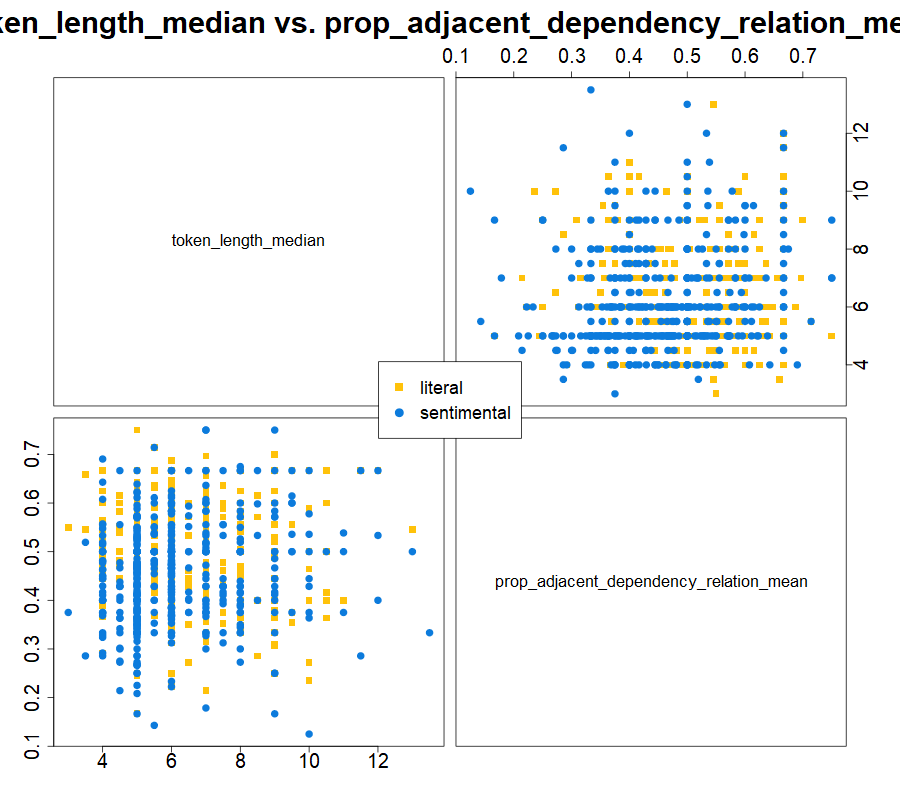 ken_length_median vs. prop_adjacent_dependency_relation_me
0.1 0.2 0.3 0.4 0.5 0.6 0.7
token_length_median
12
10
8
6
4
literal
sentimental
0.7
0.6
0.5
0.4
0.3
0.2
0.1
prop_adjacent_dependency_relation_mean
4 6 8 10 12